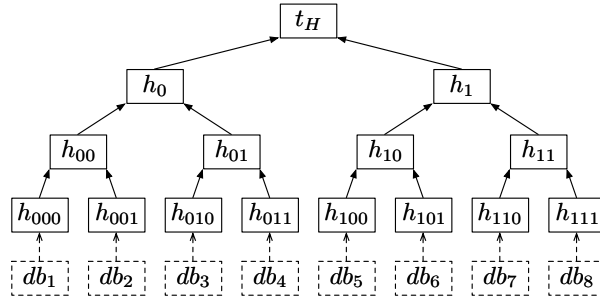 t_H
h_0 h_1
h_00 h_01 h_10 h_11
h_000 h_001 h_010 h_011 h_100 h_101 h_110 h_111
db_1 db_2 db_3 db_4 db_5 db_6 db_7 db_8